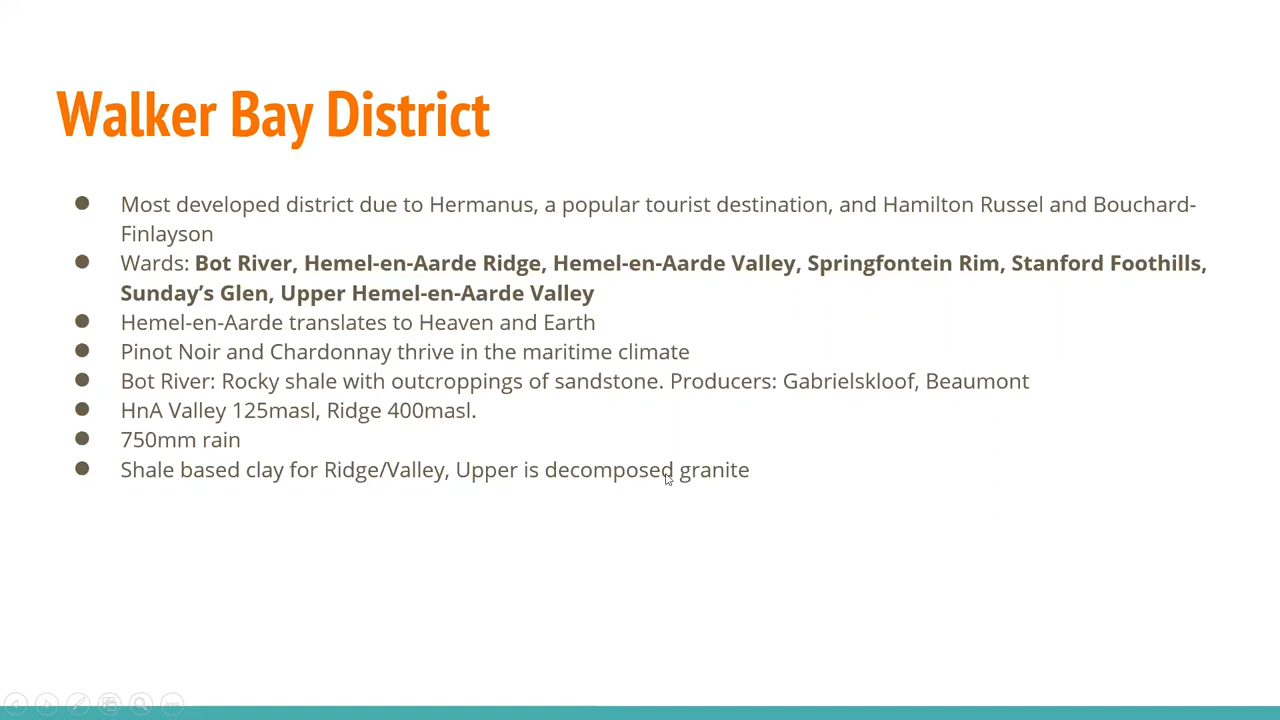 Walker Bay District
● Most developed district due to Hermanus, a popular tourist destination, and Hamilton Russel and Bouchard-
Finlayson
● Wards: Bot River, Hemel-en-Aarde Ridge, Hemel-en-Aarde Valley, Springfontein Rim, Stanford Foothills,
Sunday’s Glen, Upper Hemel-en-Aarde Valley
● Hemel-en-Aarde translates to Heaven and Earth
● Pinot Noir and Chardonnay thrive in the maritime climate
● Bot River: Rocky shale with outcroppings of sandstone. Producers: Gabrielskloof, Beaumont
● HnA Valley 125masl, Ridge 400masl.
● 750mm rain
● Shale based clay for Ridge/Valley, Upper is decomposed granite